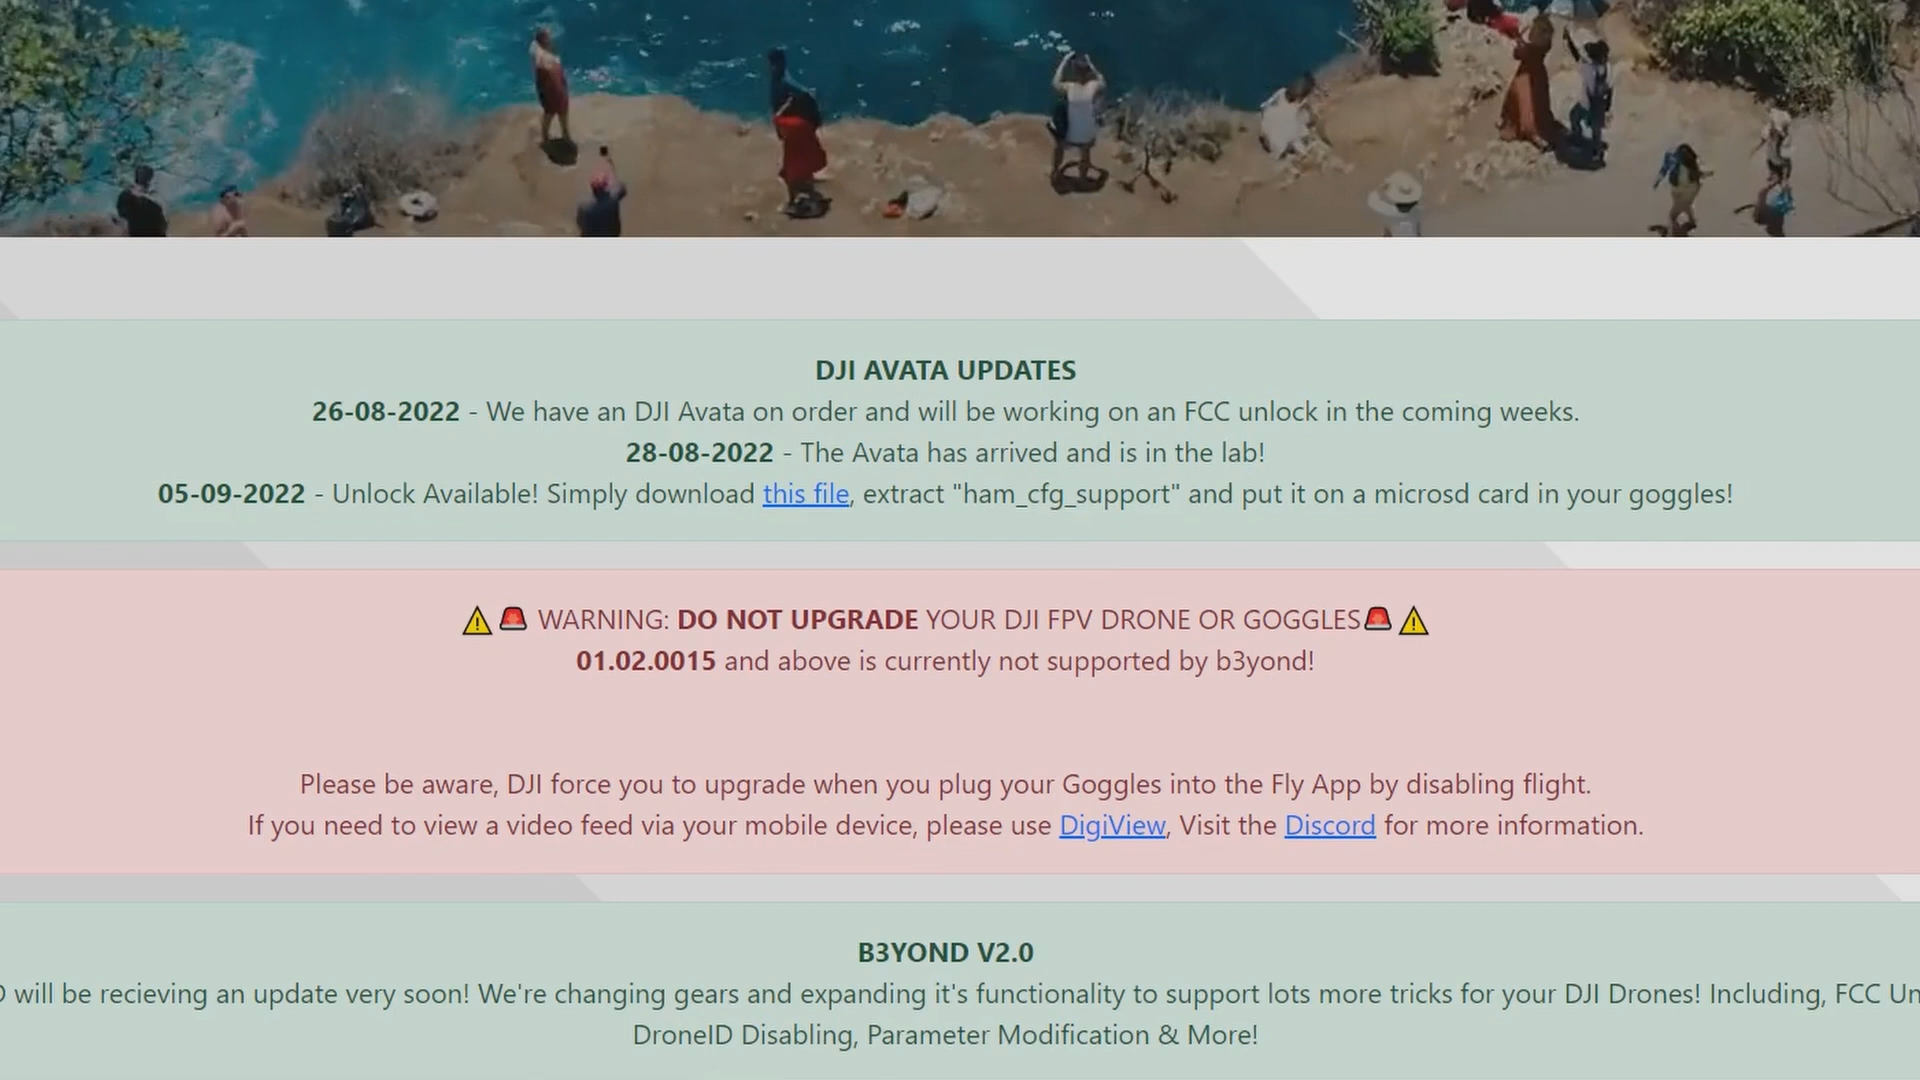 DJI AVATA UPDATES
26-08-2022 - We have an DJI Avata on order and will be working on an FCC unlock in the coming weeks.
28-08-2022 - The Avata has arrived and is in the lab!
05-09-2022 - Unlock Available! Simply download this file, extract "ham_cfg_support" and put it on a microsd card in your goggles!
⚠️🚨 WARNING: DO NOT UPGRADE YOUR DJI FPV DRONE OR GOGGLES🚨⚠️
01.02.0015 and above is currently not supported by b3yond!
Please be aware, DJI force you to upgrade when you plug your Goggles into the Fly App by disabling flight.
If you need to view a video feed via your mobile device, please use DigiView, Visit the Discord for more information.
B3YOND V2.0
will be recieving an update very soon! We're changing gears and expanding it's functionality to support lots more tricks for your DJI Drones! Including, FCC
DroneID Disabling, Parameter Modification & More!